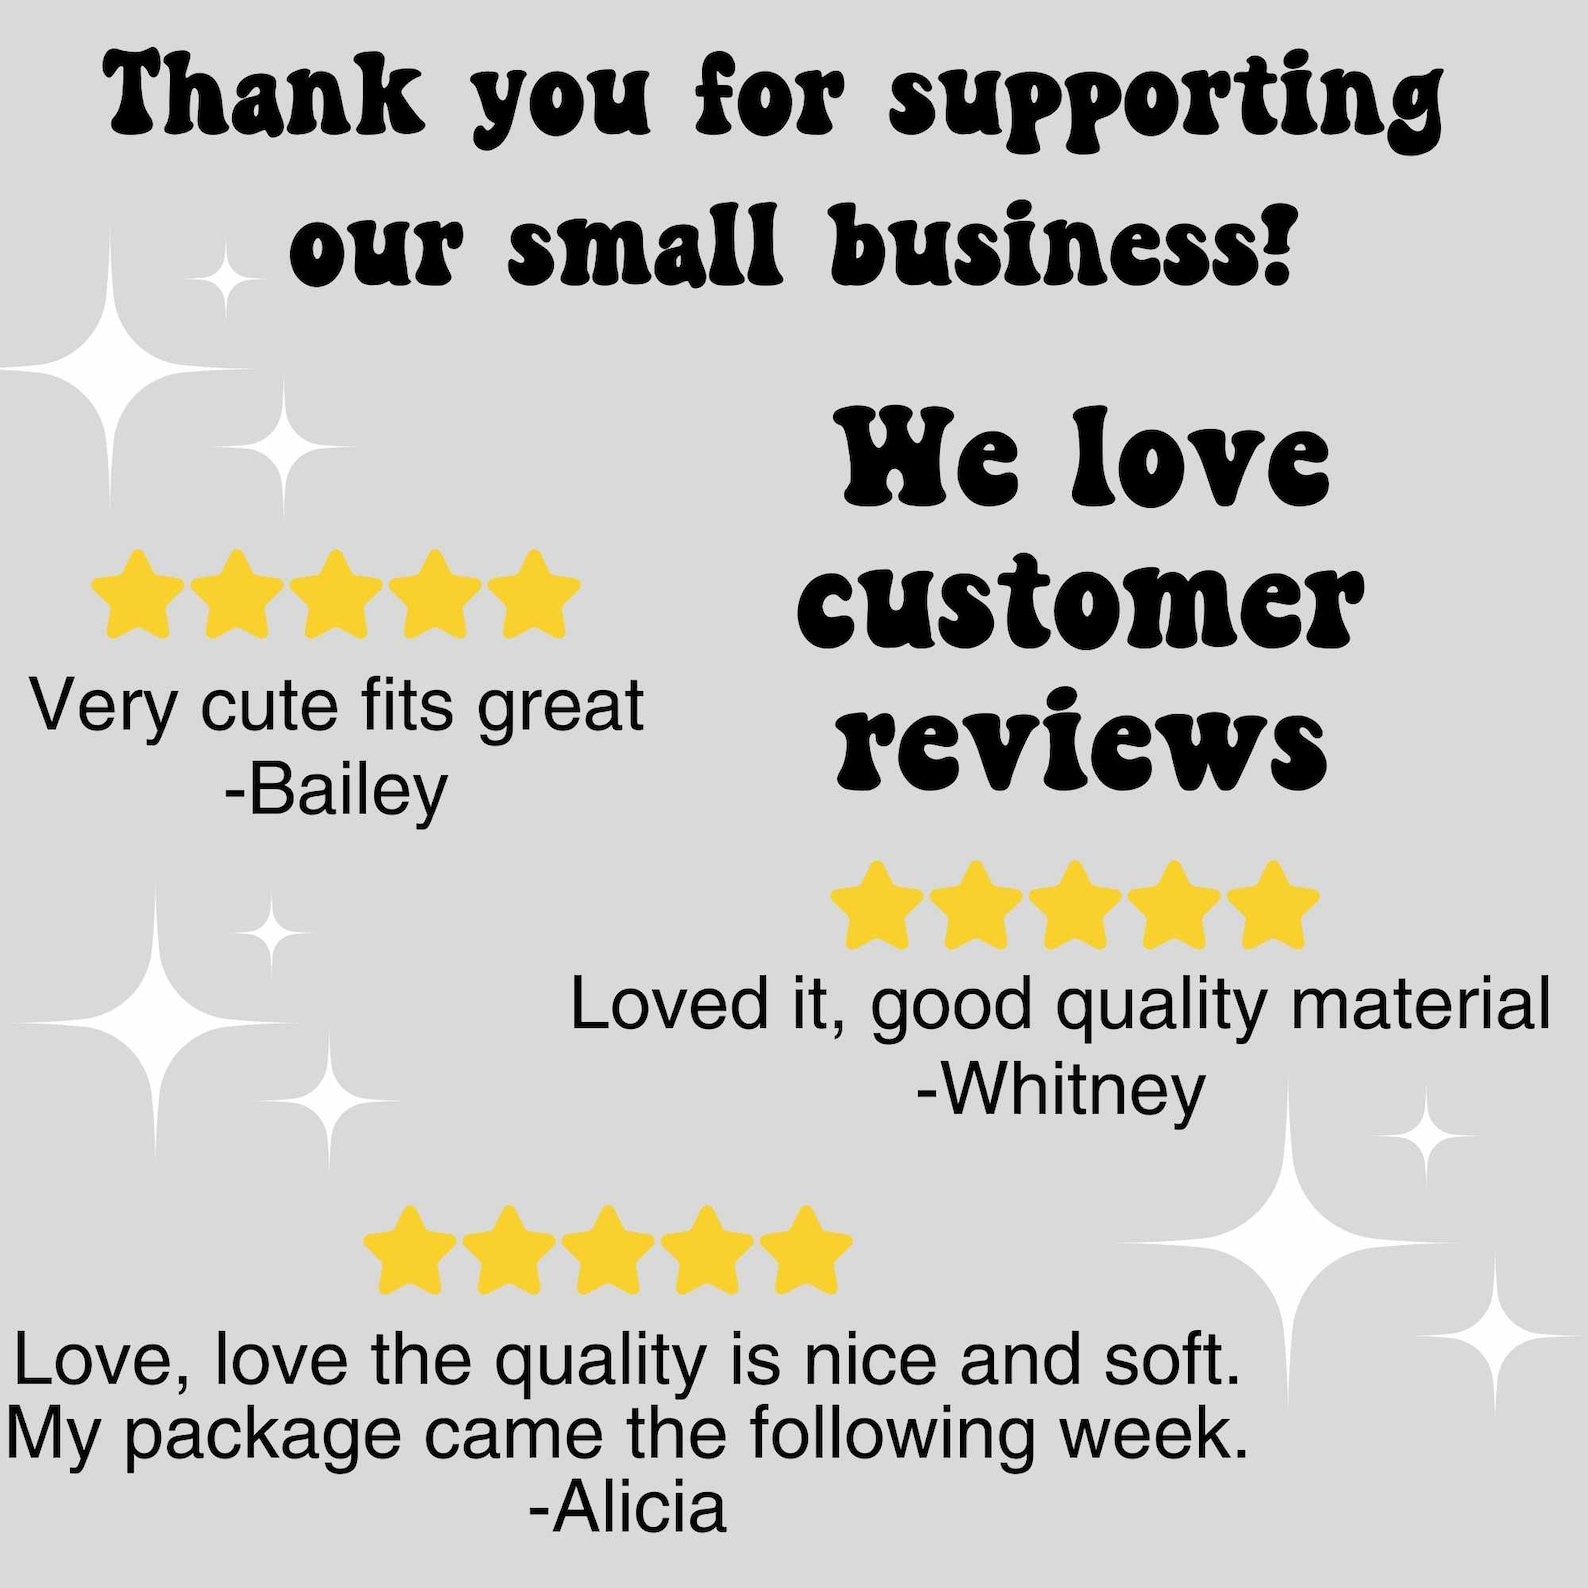 Thank you for supporting
our small business!
We love
customer
reviews
Very cute fits great
-Bailey
Loved it, good quality material
-Whitney
Love, love the quality is nice and soft.
My package came the following week.
-Alicia